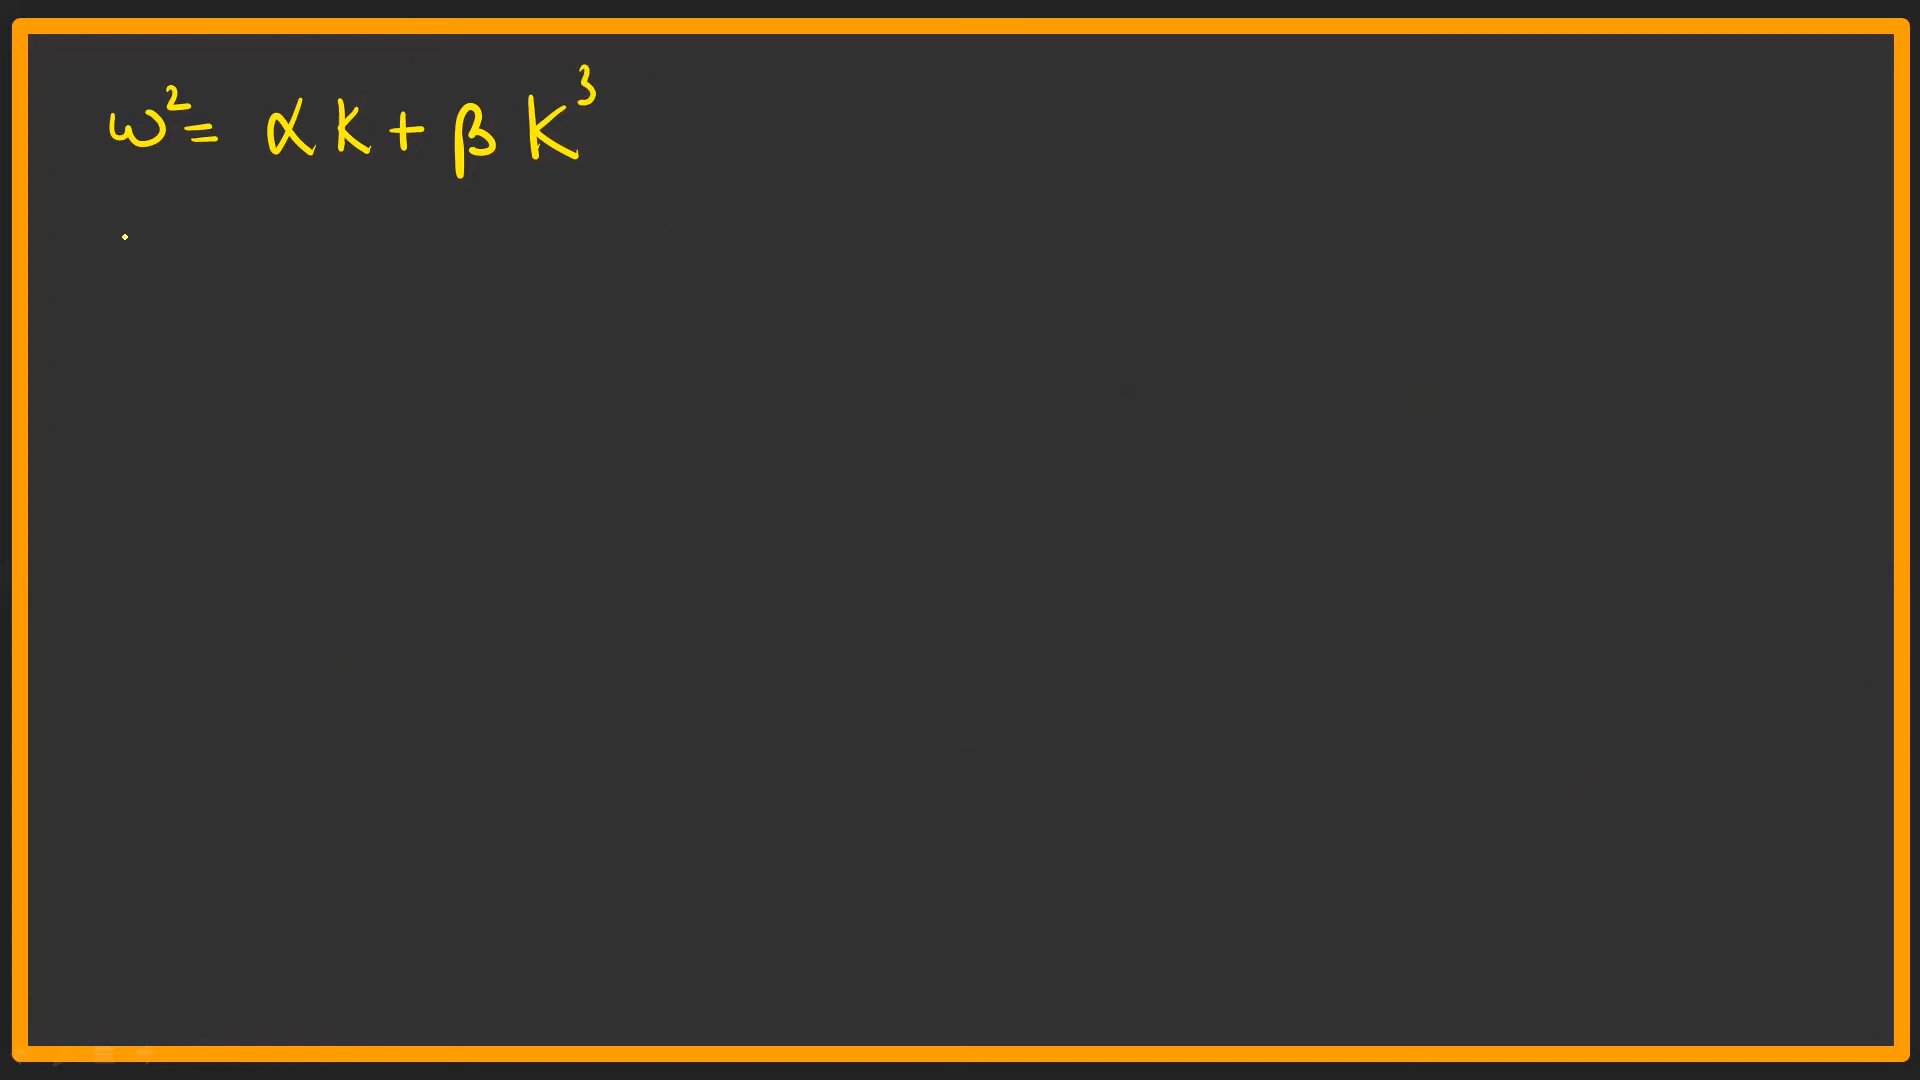 ω² = αk + βk³